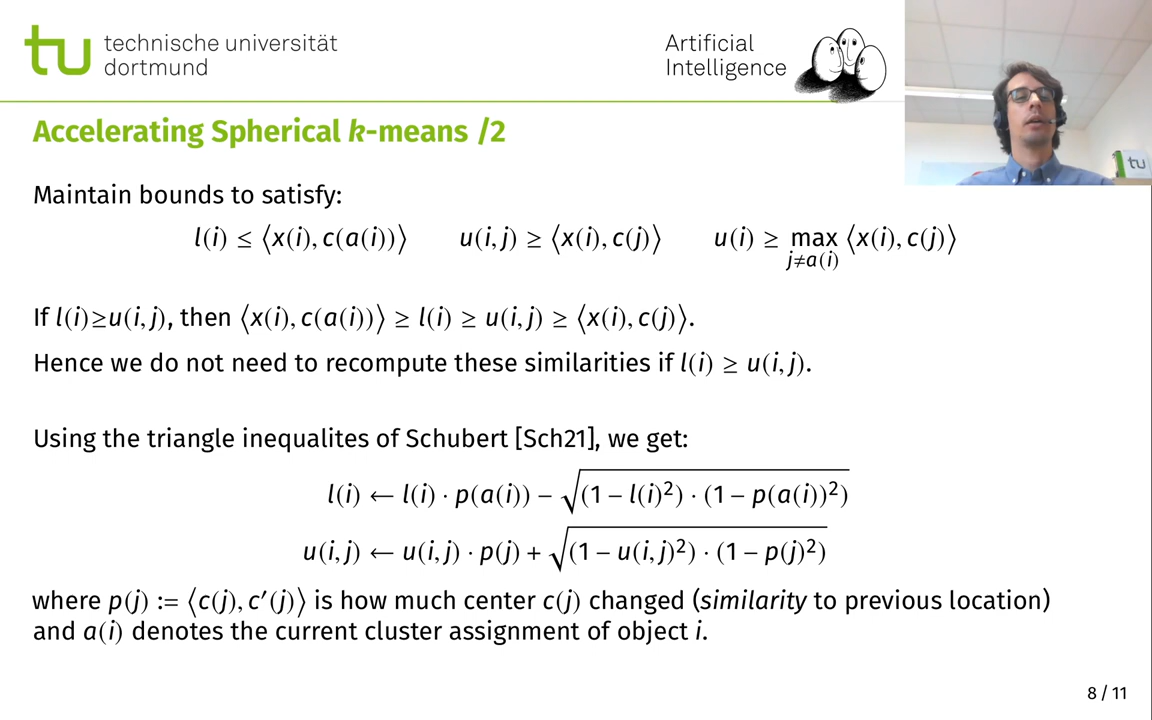 technische universität
dortmund
Artificial
Intelligence
tu
Accelerating Spherical k-means /2
Maintain bounds to satisfy:
l(i) ≤ ⟨x(i), c(a(i))⟩ u(i, j) ≥ ⟨x(i), c(j)⟩ u(i) ≥ max_{j≠a(i)} ⟨x(i), c(j)⟩
If l(i)≥u(i, j), then ⟨x(i), c(a(i))⟩ ≥ l(i) ≥ u(i, j) ≥ ⟨x(i), c(j)⟩.
Hence we do not need to recompute these similarities if l(i) ≥ u(i, j).
Using the triangle inequalites of Schubert [Sch21], we get:
l(i) ← l(i) · p(a(i)) − √((1 − l(i)²) · (1 − p(a(i))²)
u(i, j) ← u(i, j) · p(j) + √((1 − u(i, j)²) · (1 − p(j)²)
where p(j) := ⟨c(j), c′(j)⟩ is how much center c(j) changed (similarity to previous location)
and a(i) denotes the current cluster assignment of object i.
8 / 11
tu